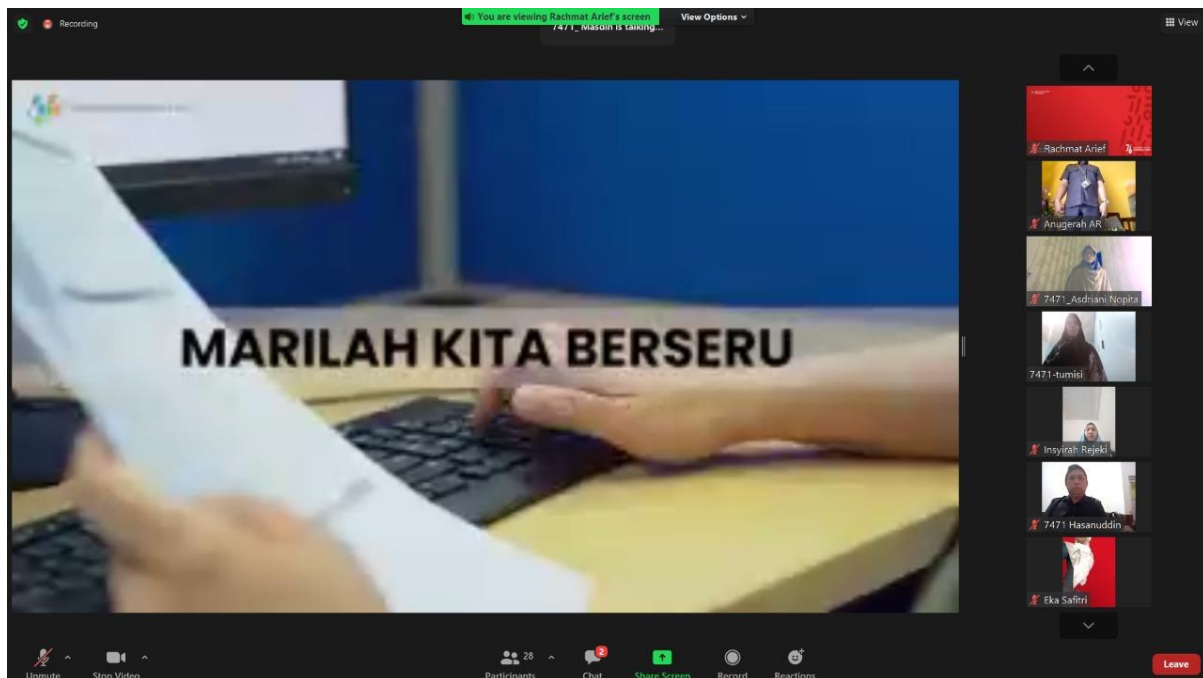 Recording
You are viewing Rachmat Arief's screen
View Options
7471_ Masdin is talking...
View
MARILAH KITA BERSERU
Rachmat Arief
Anugerah AR
7471_Asdriani Nopita
7471-tumisi
Insyirah Rejeki
7471 Hasanuddin
Eka Safitri
Unmute
Stop Video
28
Participants
2
Chat
Share Screen
Record
Reactions
Leave